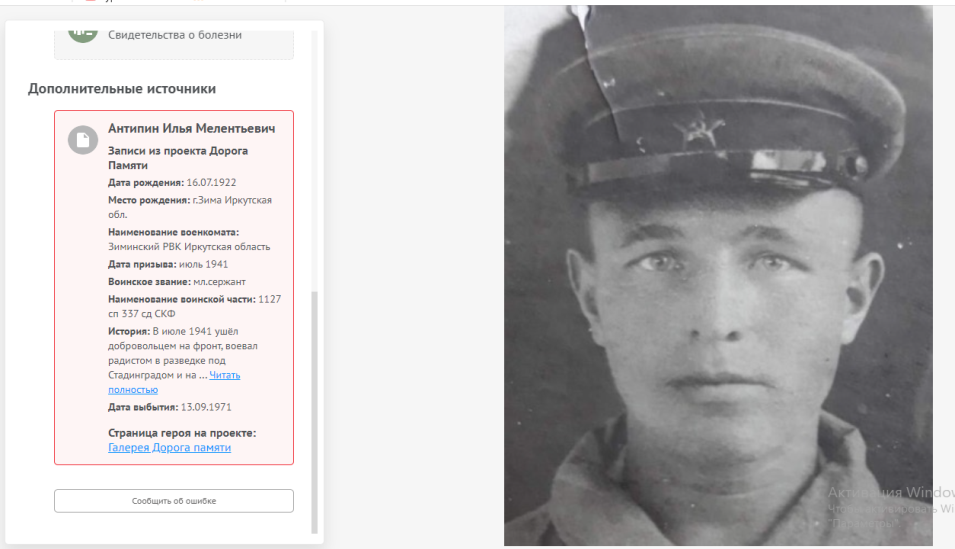 Свидетельства о болезни
Дополнительные источники
Антипин Илья Мелентьевич
Записи из проекта Дорога
Памяти
Дата рождения: 16.07.1922
Место рождения: г.Зима Иркутская
обл.
Наименование военкомата:
Зиминский РВК Иркутская область
Дата призыва: июль 1941
Воинское звание: мл.сержант
Наименование воинской части: 1127
сп 337 сд СКФ
История: В июле 1941 ушёл
добровольцем на фронт, воевал
радистом в разведке под
Стадинградом и на ... Читать
полностью
Дата выбытия: 13.09.1971
Страница героя на проекте:
Галерея Дорога памяти
Сообщить об ошибке
Активация Window
"Параметры"